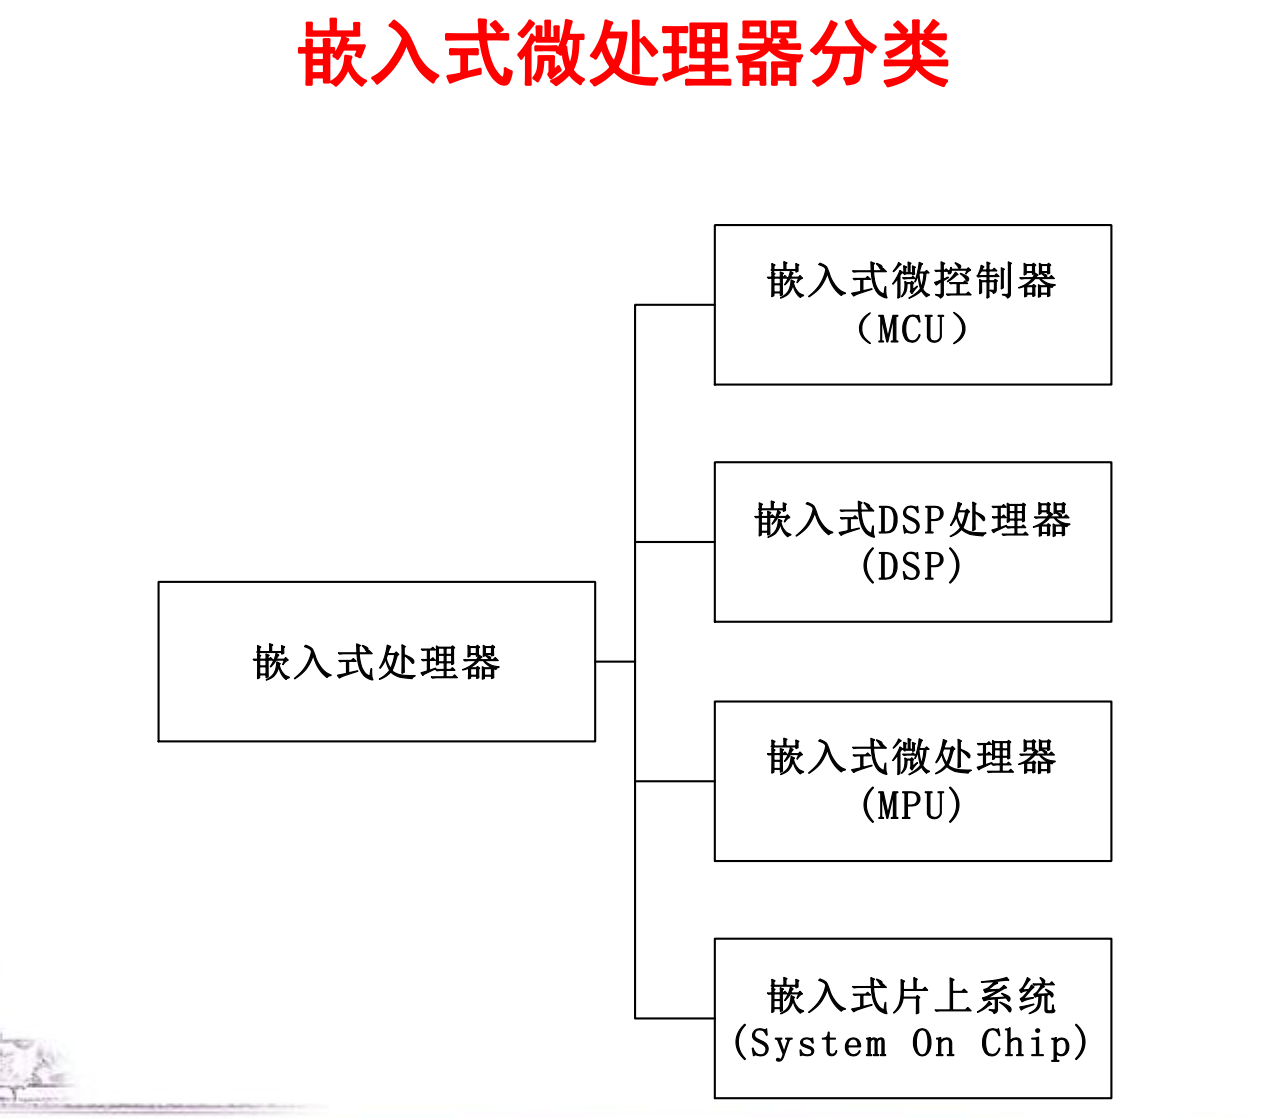 嵌入式微处理器分类
嵌入式处理器
嵌入式微控制器
（MCU）
嵌入式DSP处理器
(DSP)
嵌入式微处理器
(MPU)
嵌入式片上系统
(System On Chip)